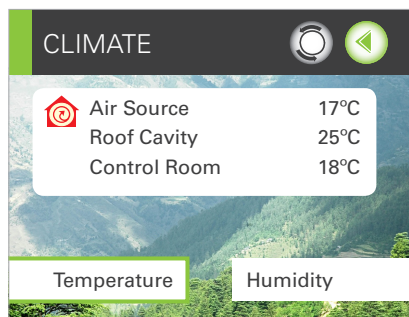 CLIMATE
Air Source 17°C
Roof Cavity 25°C
Control Room 18°C
Temperature Humidity